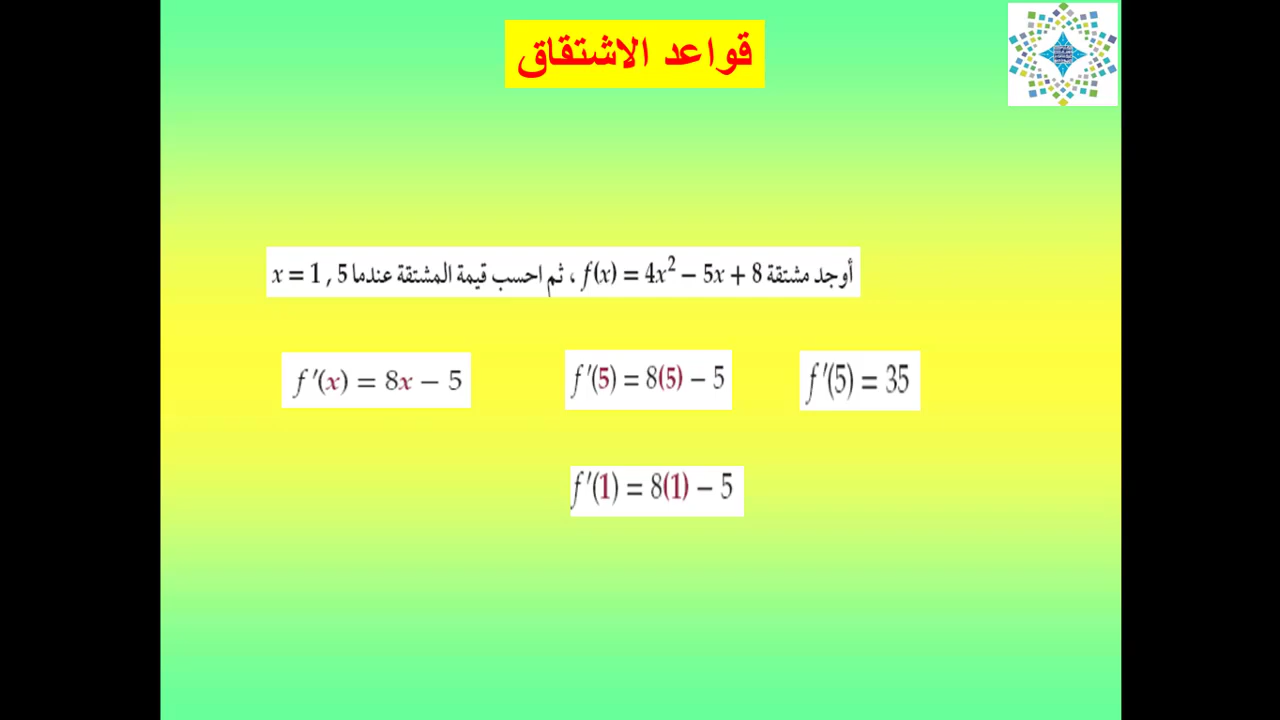 قواعد الاشتقاق
أوجد مشتقة f(x) = 4x² − 5x + 8 ، ثم احسب قيمة المشتقة عندما x = 1 , 5
f ′(x) = 8x − 5
f ′(5) = 8(5) − 5
f ′(5) = 35
f ′(1) = 8(1) − 5